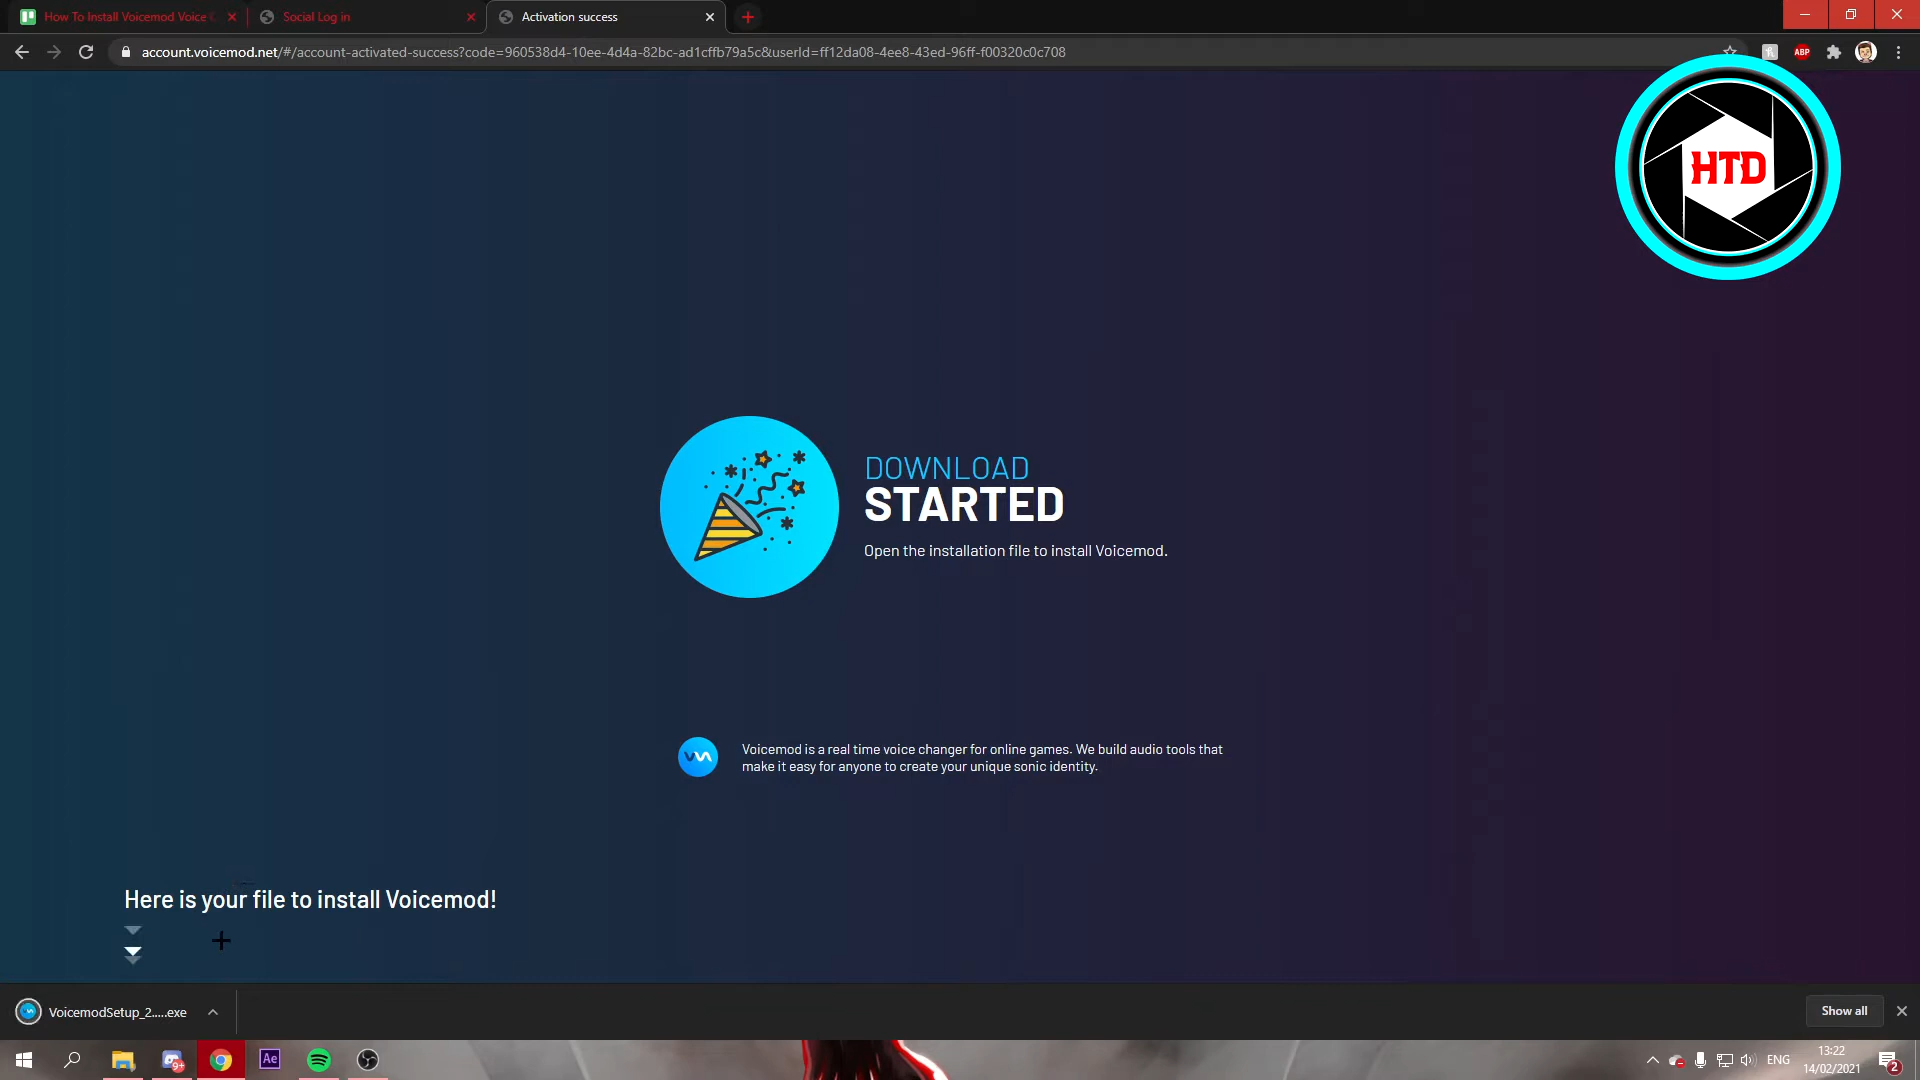 How To Install Voicemod Voice
Social Log in
Activation success
account.voicemod.net/#/account-activated-success?code=960538d4-10ee-4d4a-82bc-ad1cffb79a5c&userId=ff12da08-4ee8-43ed-96ff-f00320c0c708
ABP
HTD
DOWNLOAD
STARTED
Open the installation file to install Voicemod.
Voicemod is a real time voice changer for online games. We build audio tools that
make it easy for anyone to create your unique sonic identity.
Here is your file to install Voicemod!
VoicemodSetup_2.....exe
Show all
9+
Ae
ENG
13:22
14/02/2021
2